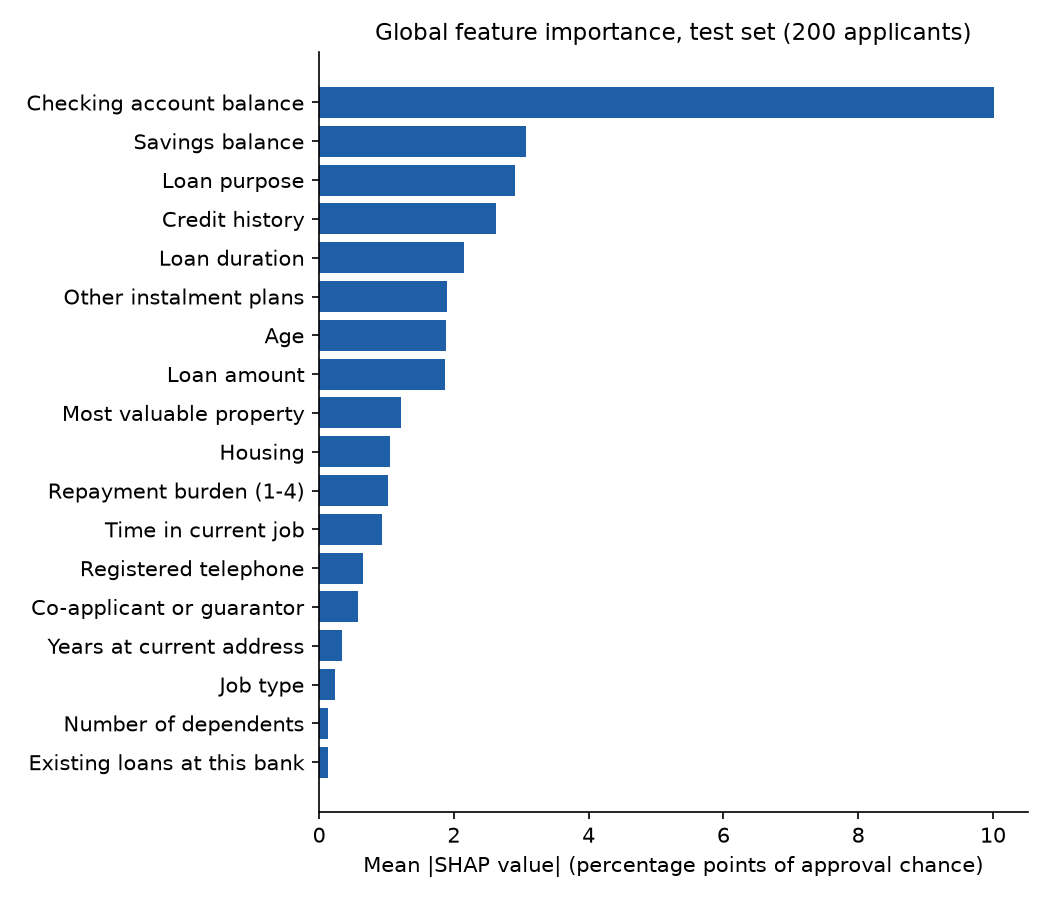 Global feature importance, test set (200 applicants)
Checking account balance
Savings balance
Loan purpose
Credit history
Loan duration
Other instalment plans
Age
Loan amount
Most valuable property
Housing
Repayment burden (1-4)
Time in current job
Registered telephone
Co-applicant or guarantor
Years at current address
Job type
Number of dependents
Existing loans at this bank
0 2 4 6 8 10
Mean |SHAP value| (percentage points of approval chance)